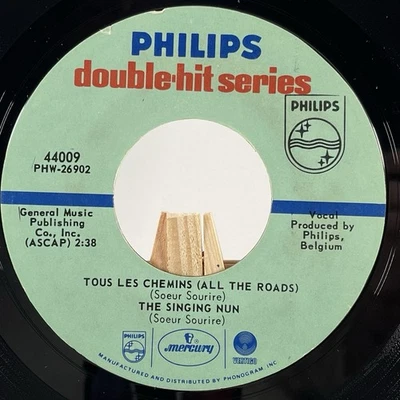 PHILIPS
double-hit series
PHILIPS
44009
PHW-26902
General Music
Publishing
Co., Inc.
(ASCAP) 2:38
Vocal
Produced by
Philips,
Belgium
TOUS LES CHEMINS (ALL THE ROADS)
(Soeur Sourire)
THE SINGING NUN
(Soeur Sourire)
PHILIPS
mercury
VERTIGO
MANUFACTURED AND DISTRIBUTED BY PHONOGRAM, INC.